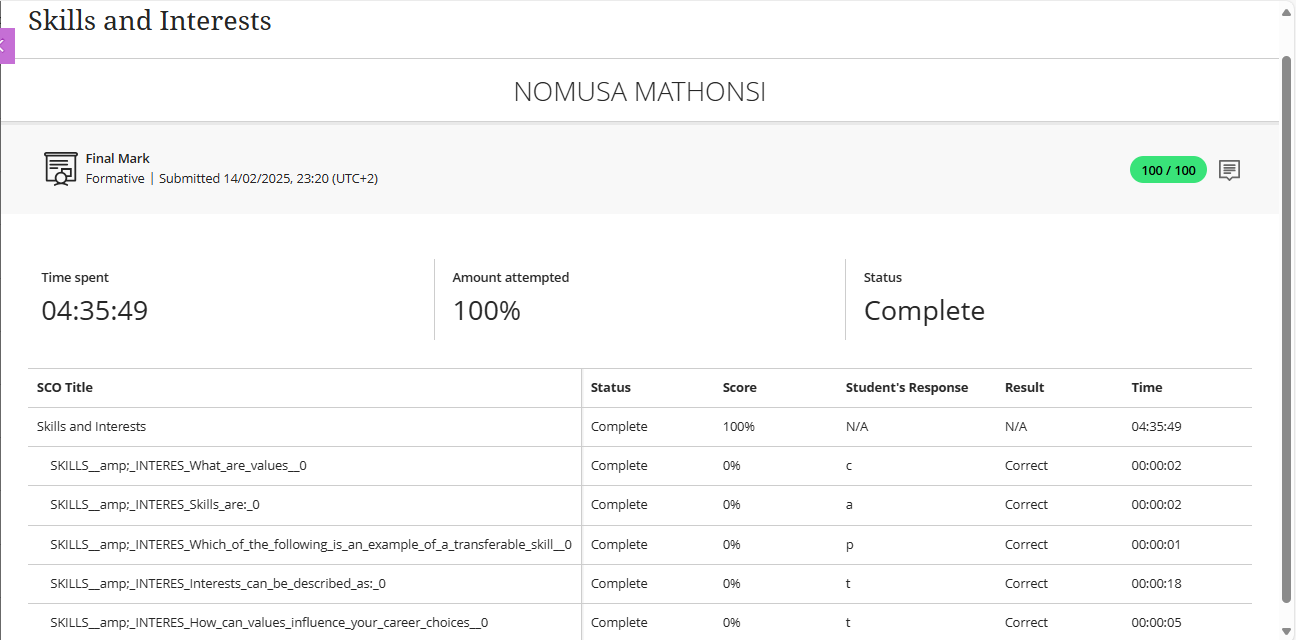 Skills and Interests
NOMUSA MATHONSI
Final Mark
Formative | Submitted 14/02/2025, 23:20 (UTC+2)
100 / 100
Time spent
04:35:49
Amount attempted
100%
Status
Complete
SCO Title Status Score Student's Response Result Time
Skills and Interests Complete 100% N/A N/A 04:35:49
SKILLS__amp;_INTERES_What_are_values__0 Complete 0% c Correct 00:00:02
SKILLS__amp;_INTERES_Skills_are:_0 Complete 0% a Correct 00:00:02
SKILLS__amp;_INTERES_Which_of_the_following_is_an_example_of_a_transferable_skill__0 Complete 0% p Correct 00:00:01
SKILLS__amp;_INTERES_Interests_can_be_described_as:_0 Complete 0% t Correct 00:00:18
SKILLS__amp;_INTERES_How_can_values_influence_your_career_choices__0 Complete 0% t Correct 00:00:05